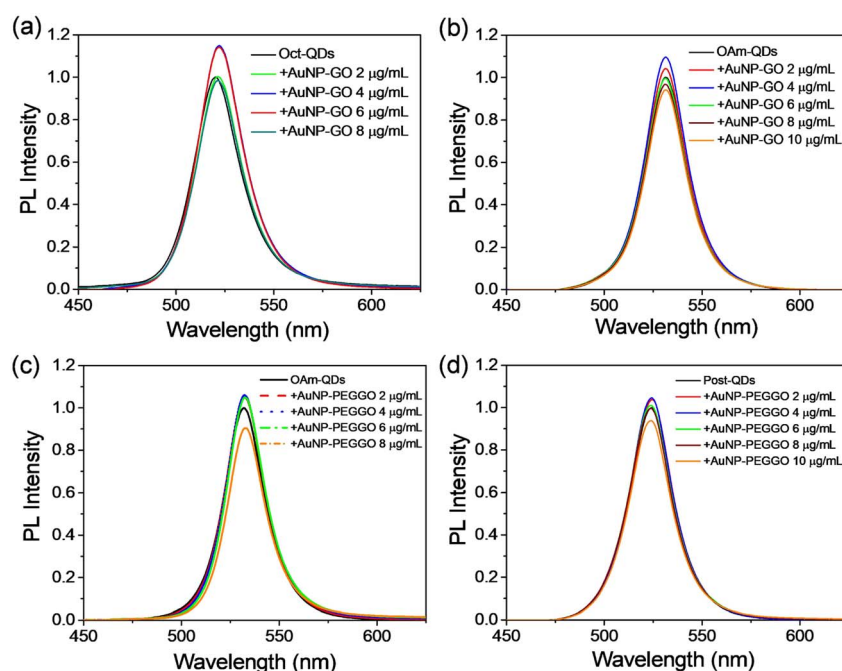 (a)
1.2
1.0
0.8
0.6
0.4
0.2
0.0
PL Intensity
450 500 550 600
Wavelength (nm)
Oct-QDs
+AuNP-GO 2 μg/mL
+AuNP-GO 4 μg/mL
+AuNP-GO 6 μg/mL
+AuNP-GO 8 μg/mL
(b)
1.2
1.0
0.8
0.6
0.4
0.2
0.0
PL Intensity
450 500 550 600
Wavelength (nm)
OAm-QDs
+AuNP-GO 2 μg/mL
+AuNP-GO 4 μg/mL
+AuNP-GO 6 μg/mL
+AuNP-GO 8 μg/mL
+AuNP-GO 10 μg/mL
(c)
1.2
1.0
0.8
0.6
0.4
0.2
0.0
PL Intensity
450 500 550 600
Wavelength (nm)
OAm-QDs
+AuNP-PEGGO 2 μg/mL
+AuNP-PEGGO 4 μg/mL
+AuNP-PEGGO 6 μg/mL
+AuNP-PEGGO 8 μg/mL
(d)
1.2
1.0
0.8
0.6
0.4
0.2
0.0
PL Intensity
450 500 550 600
Wavelength (nm)
Post-QDs
+AuNP-PEGGO 2 μg/mL
+AuNP-PEGGO 4 μg/mL
+AuNP-PEGGO 6 μg/mL
+AuNP-PEGGO 8 μg/mL
+AuNP-PEGGO 10 μg/mL